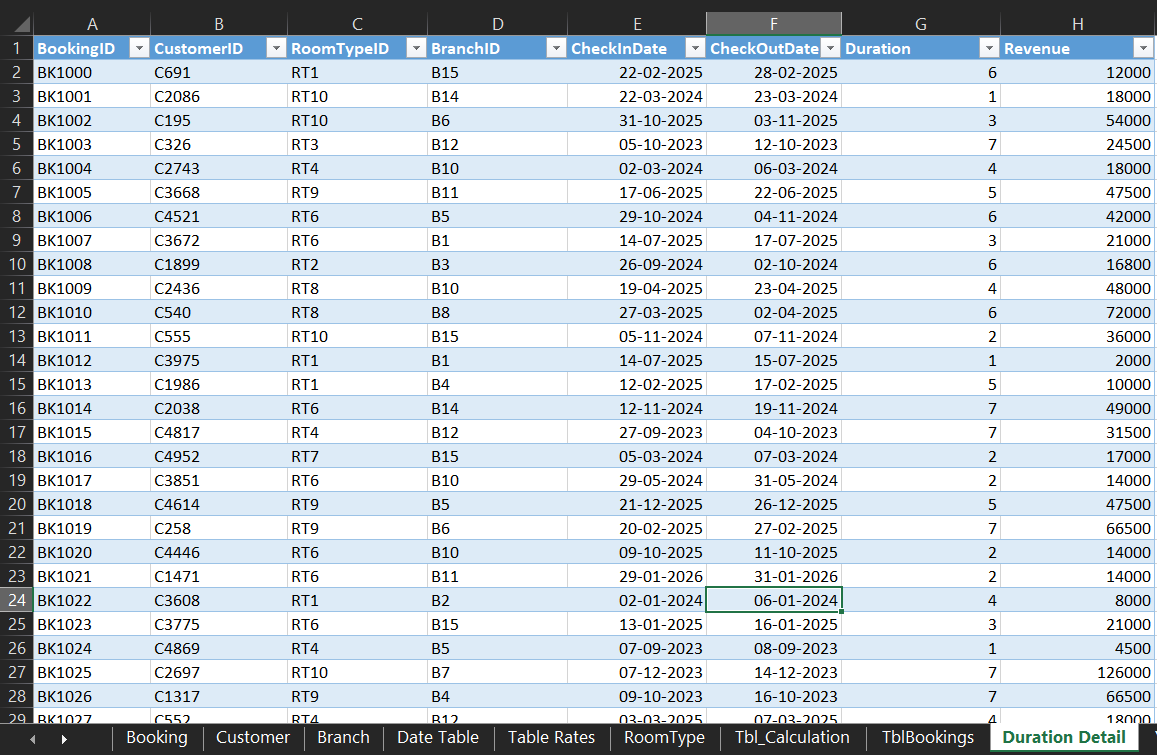 A B C D E F G H
1 BookingID CustomerID RoomTypeID BranchID CheckInDate CheckOutDate Duration Revenue
2 BK1000 C691 RT1 B15 22-02-2025 28-02-2025 6 12000
3 BK1001 C2086 RT10 B14 22-03-2024 23-03-2024 1 18000
4 BK1002 C195 RT10 B6 31-10-2023 03-11-2023 3 54000
5 BK1003 C326 RT3 B12 05-10-2023 12-10-2023 7 24500
6 BK1004 C2743 RT4 B10 02-03-2024 06-03-2024 4 18000
7 BK1005 C3668 RT9 B11 17-06-2025 22-06-2025 5 47500
8 BK1006 C4521 RT6 B5 29-10-2024 04-11-2024 6 42000
9 BK1007 C3672 RT6 B1 14-07-2025 17-07-2025 3 21000
10 BK1008 C1899 RT2 B3 26-09-2024 02-10-2024 6 16800
11 BK1009 C2436 RT8 B10 19-04-2025 23-04-2025 4 48000
12 BK1010 C540 RT8 B8 27-03-2025 02-04-2025 6 72000
13 BK1011 C555 RT10 B15 05-11-2024 07-11-2024 2 36000
14 BK1012 C3975 RT1 B1 14-07-2025 15-07-2025 1 2000
15 BK1013 C1986 RT1 B4 12-02-2025 17-02-2025 5 10000
16 BK1014 C2038 RT6 B14 12-11-2024 19-11-2024 7 49000
17 BK1015 C4817 RT4 B12 27-09-2023 04-10-2023 7 31500
18 BK1016 C4952 RT7 B15 05-03-2024 07-03-2024 2 17000
19 BK1017 C3851 RT6 B10 29-05-2024 31-05-2024 2 14000
20 BK1018 C4614 RT9 B5 21-12-2025 26-12-2025 5 47500
21 BK1019 C258 RT9 B6 20-02-2025 27-02-2025 7 66500
22 BK1020 C4446 RT6 B10 09-10-2025 11-10-2025 2 14000
23 BK1021 C1471 RT6 B11 29-01-2026 31-01-2026 2 14000
24 BK1022 C3608 RT1 B2 02-01-2024 06-01-2024 4 8000
25 BK1023 C3775 RT6 B15 13-01-2025 16-01-2025 3 21000
26 BK1024 C4869 RT4 B5 07-09-2023 08-09-2023 1 4500
27 BK1025 C2697 RT10 B7 07-12-2023 14-12-2023 7 126000
28 BK1026 C1317 RT9 B4 09-10-2023 16-10-2023 7 66500
29 BK1027 C552 RT4 B12 03-03-2025 07-03-2025 4 18000
Booking Customer Branch Date Table Table Rates RoomType Tbl_Calculation TblBookings Duration Detail